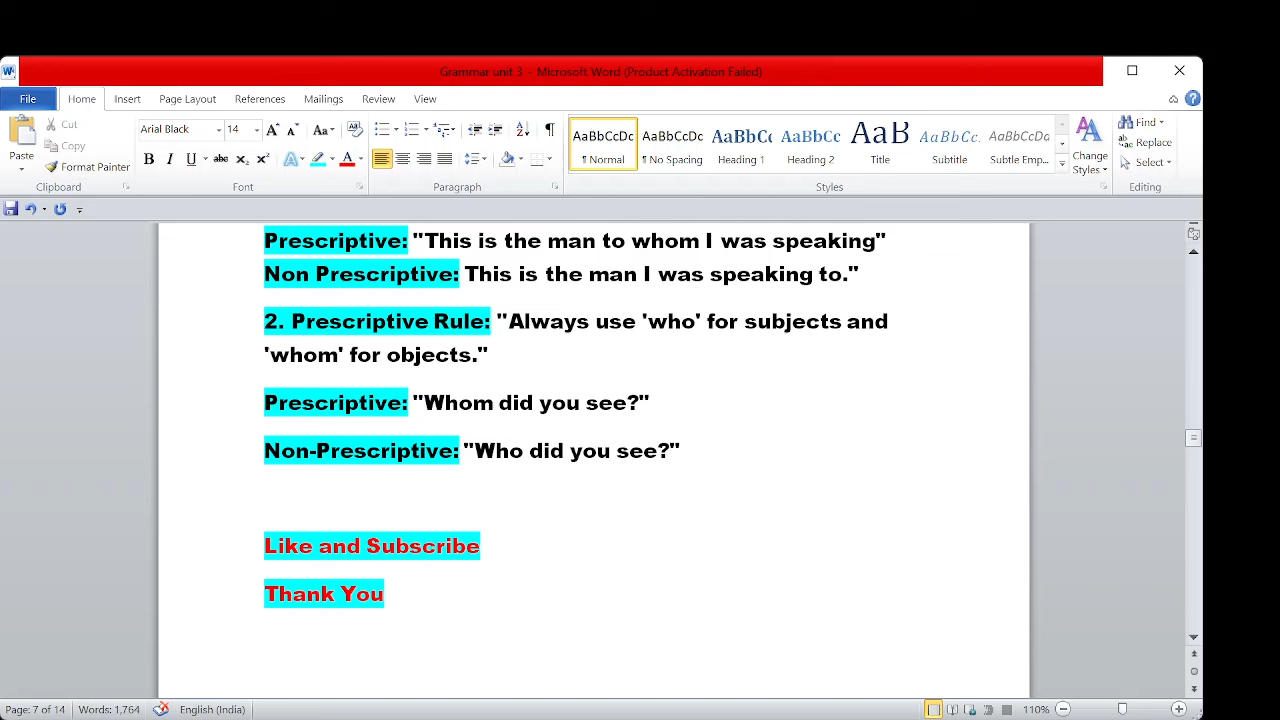 Grammar unit 3 - Microsoft Word (Product Activation Failed)
File Home Insert Page Layout References Mailings Review View
Paste
Cut
Copy
Format Painter
Clipboard
Arial Black 14
Font
Paragraph
AaBbCcDc AaBbCcDc AaBbCc AaBbCc AaB AaBbCc. AaBbCcDc
¶ Normal ¶ No Spacing Heading 1 Heading 2 Title Subtitle Subtle Emp...
Change Styles
Styles
Find
Replace
Select
Editing
Prescriptive: "This is the man to whom I was speaking"
Non Prescriptive: This is the man I was speaking to."
2. Prescriptive Rule: "Always use 'who' for subjects and
'whom' for objects."
Prescriptive: "Whom did you see?"
Non-Prescriptive: "Who did you see?"
Like and Subscribe
Thank You
Page: 7 of 14 Words: 1,764 English (India) 110%